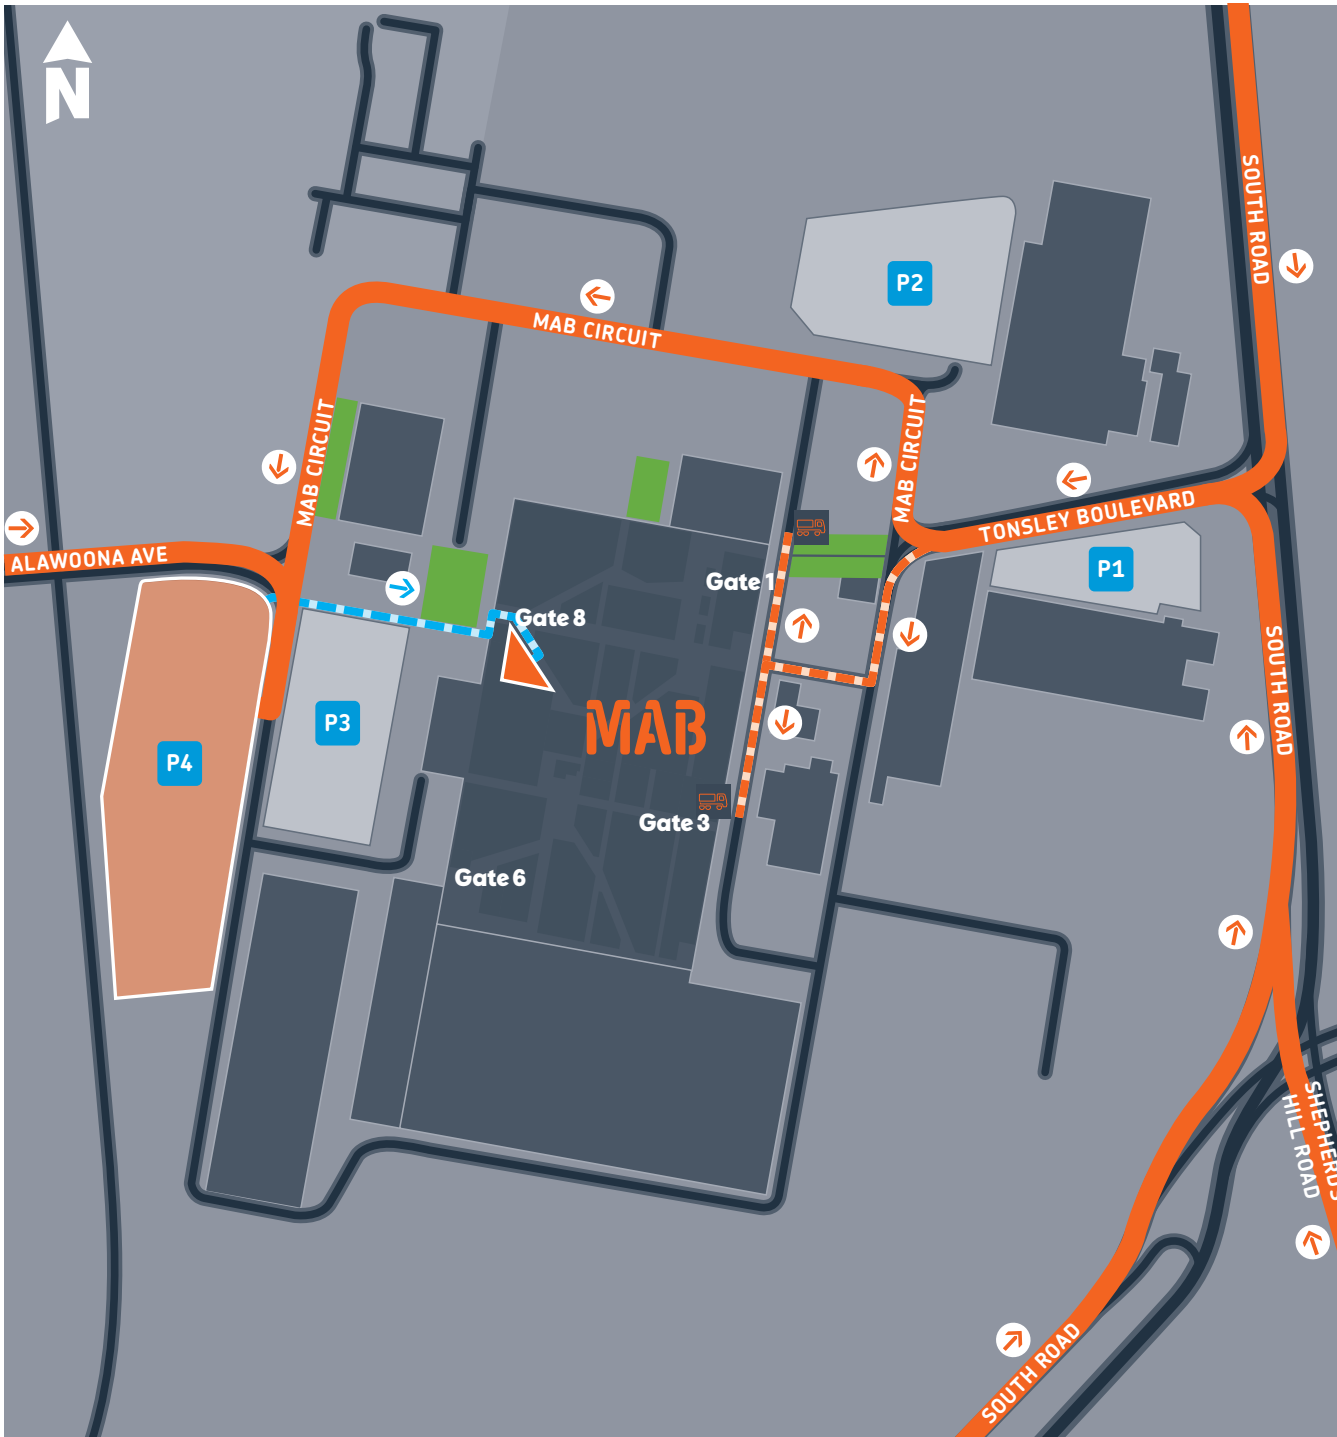 N
SOUTH ROAD
P2
MAB CIRCUIT
MAB CIRCUIT
MAB CIRCUIT
TONSLEY BOULEVARD
ALAWOONA AVE
P1
Gate 1
Gate 8
SOUTH ROAD
P3
MAB
P4
Gate 3
Gate 6
SHEPHERDS
HILL ROAD
SOUTH ROAD